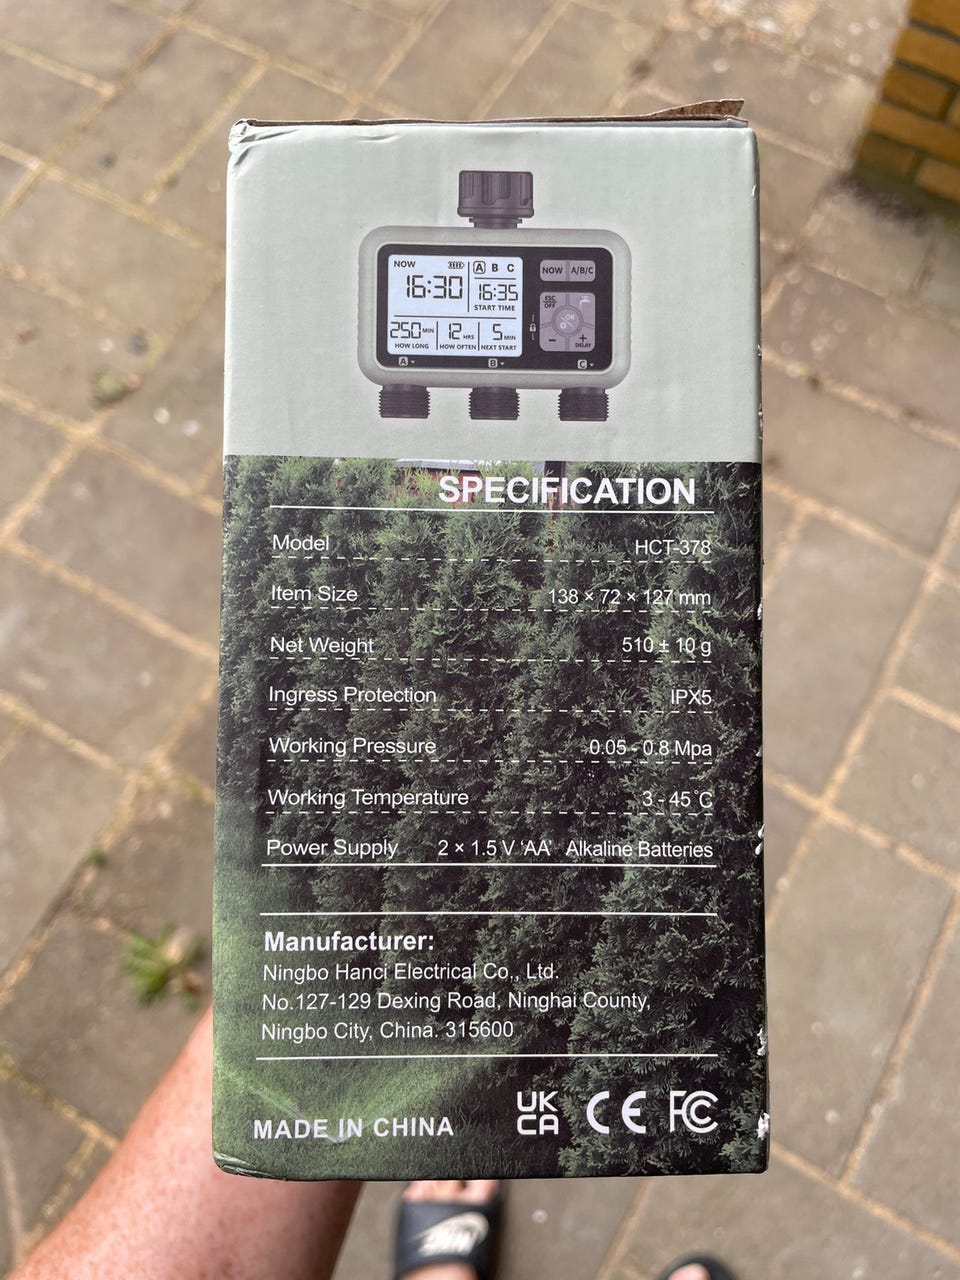 NOW A B C
16:30 16:35
START TIME
250 MIN 12 HRS 5 MIN
HOW LONG HOW OFTEN NEXT START
NOW A/B/C
ESC OFF
OK
- +
DELAY
A B C
SPECIFICATION
Model HCT-378
Item Size 138 × 72 × 127 mm
Net Weight 510 ± 10 g
Ingress Protection IPX5
Working Pressure 0.05 - 0.8 Mpa
Working Temperature 3 - 45°C
Power Supply 2 × 1.5 V 'AA' Alkaline Batteries
Manufacturer:
Ningbo Hanci Electrical Co., Ltd.
No.127-129 Dexing Road, Ninghai County,
Ningbo City, China. 315600
MADE IN CHINA UK CA CE FCC